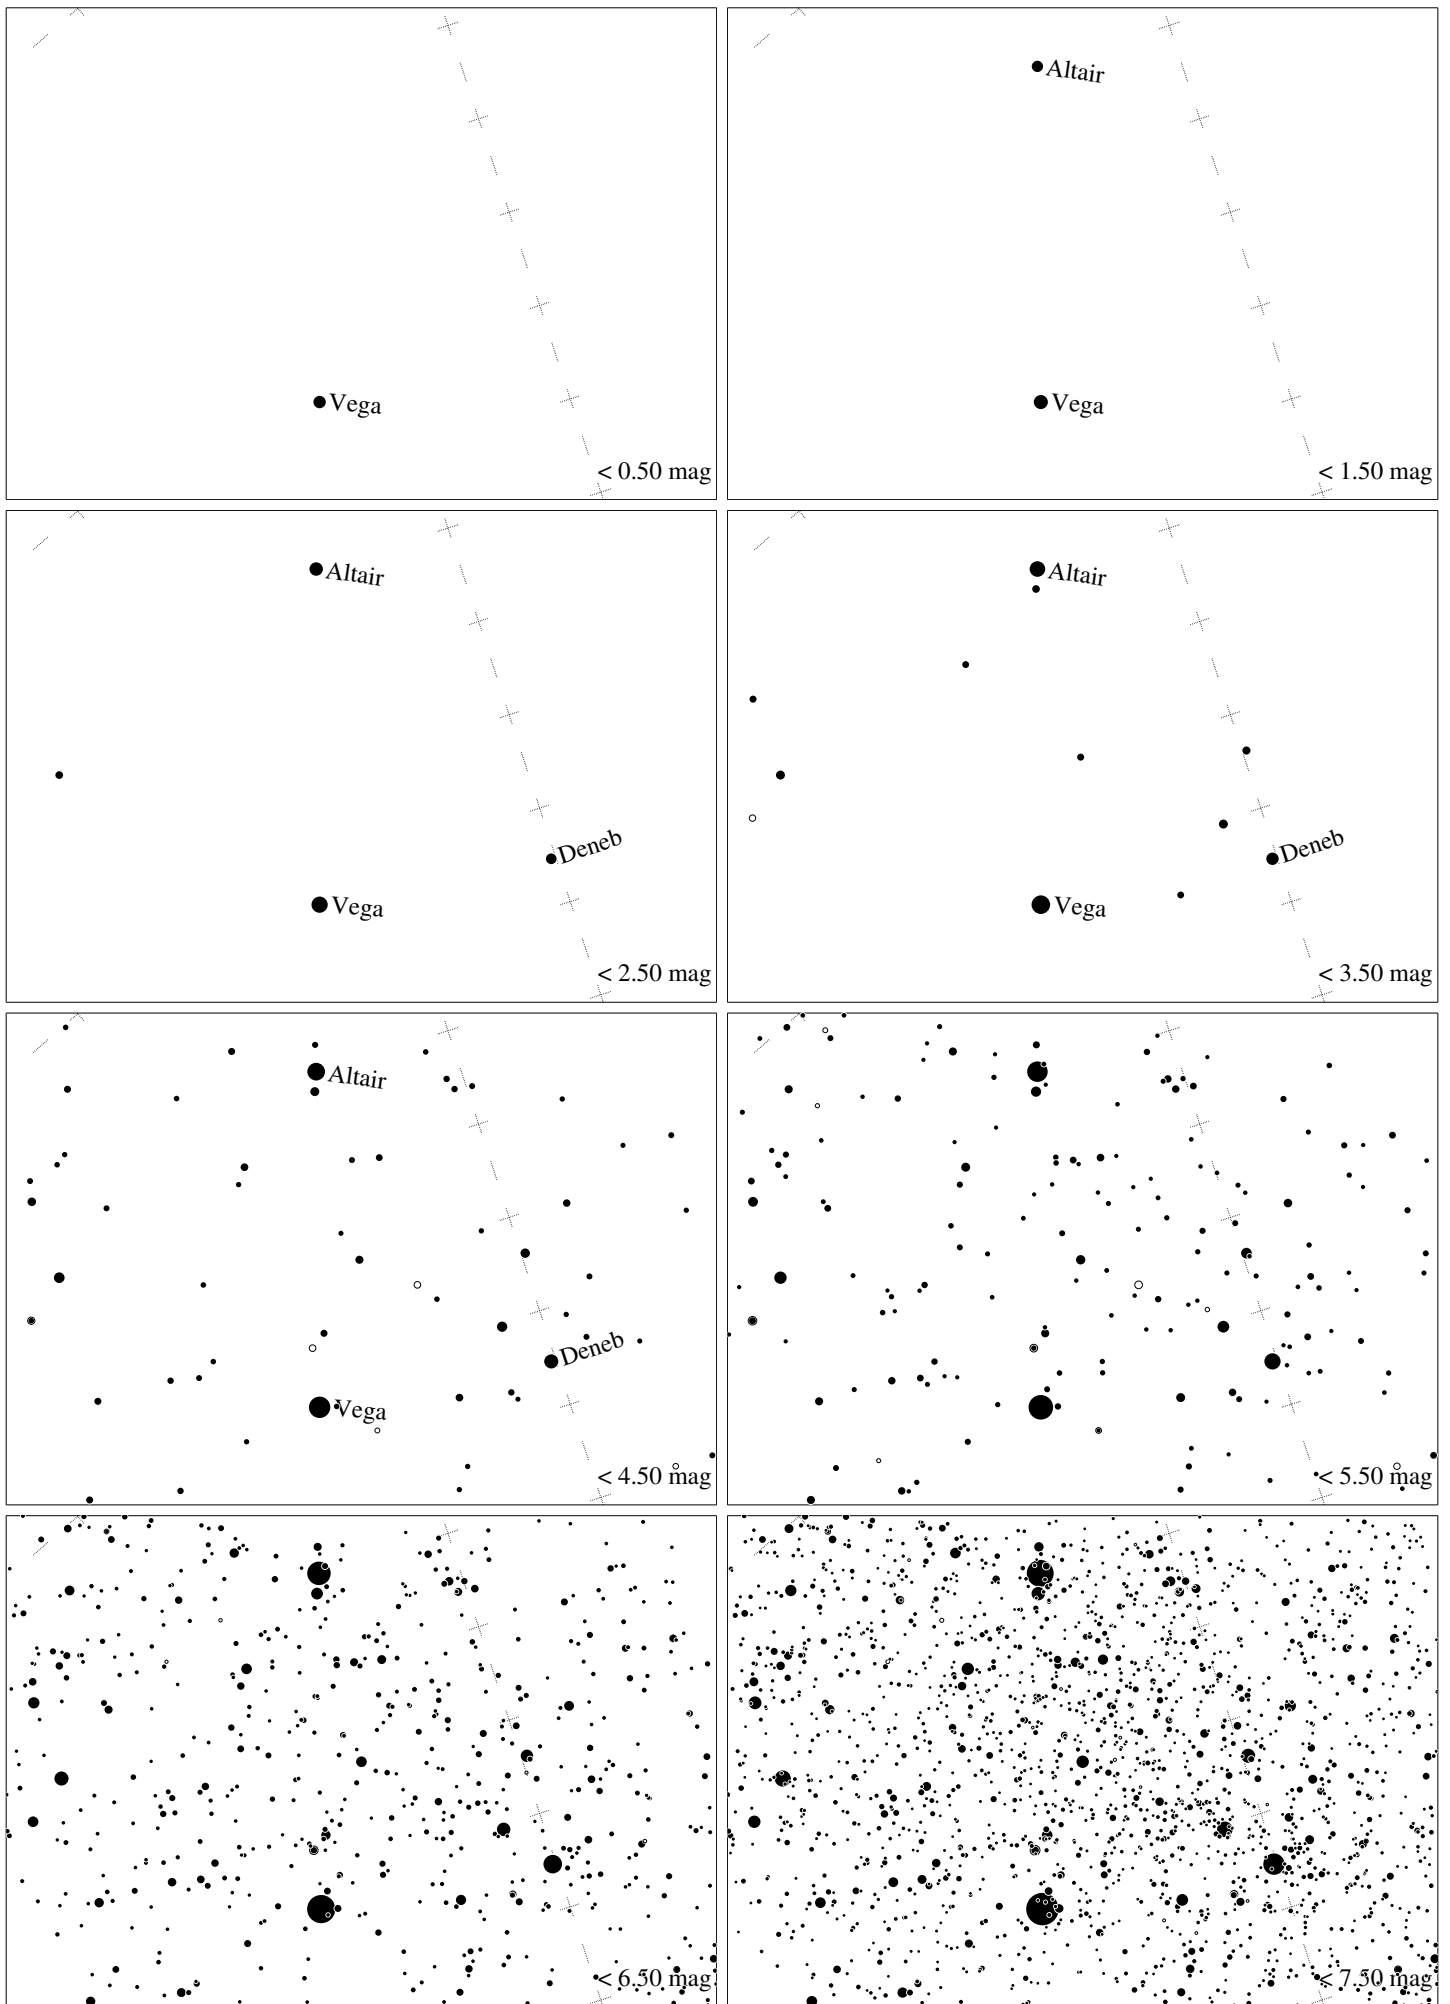 Vega
< 0.50 mag
Altair
Vega
< 1.50 mag
Altair
Deneb
Vega
< 2.50 mag
Altair
Deneb
Vega
< 3.50 mag
Altair
Deneb
Vega
< 4.50 mag
< 5.50 mag
< 6.50 mag
< 7.50 mag